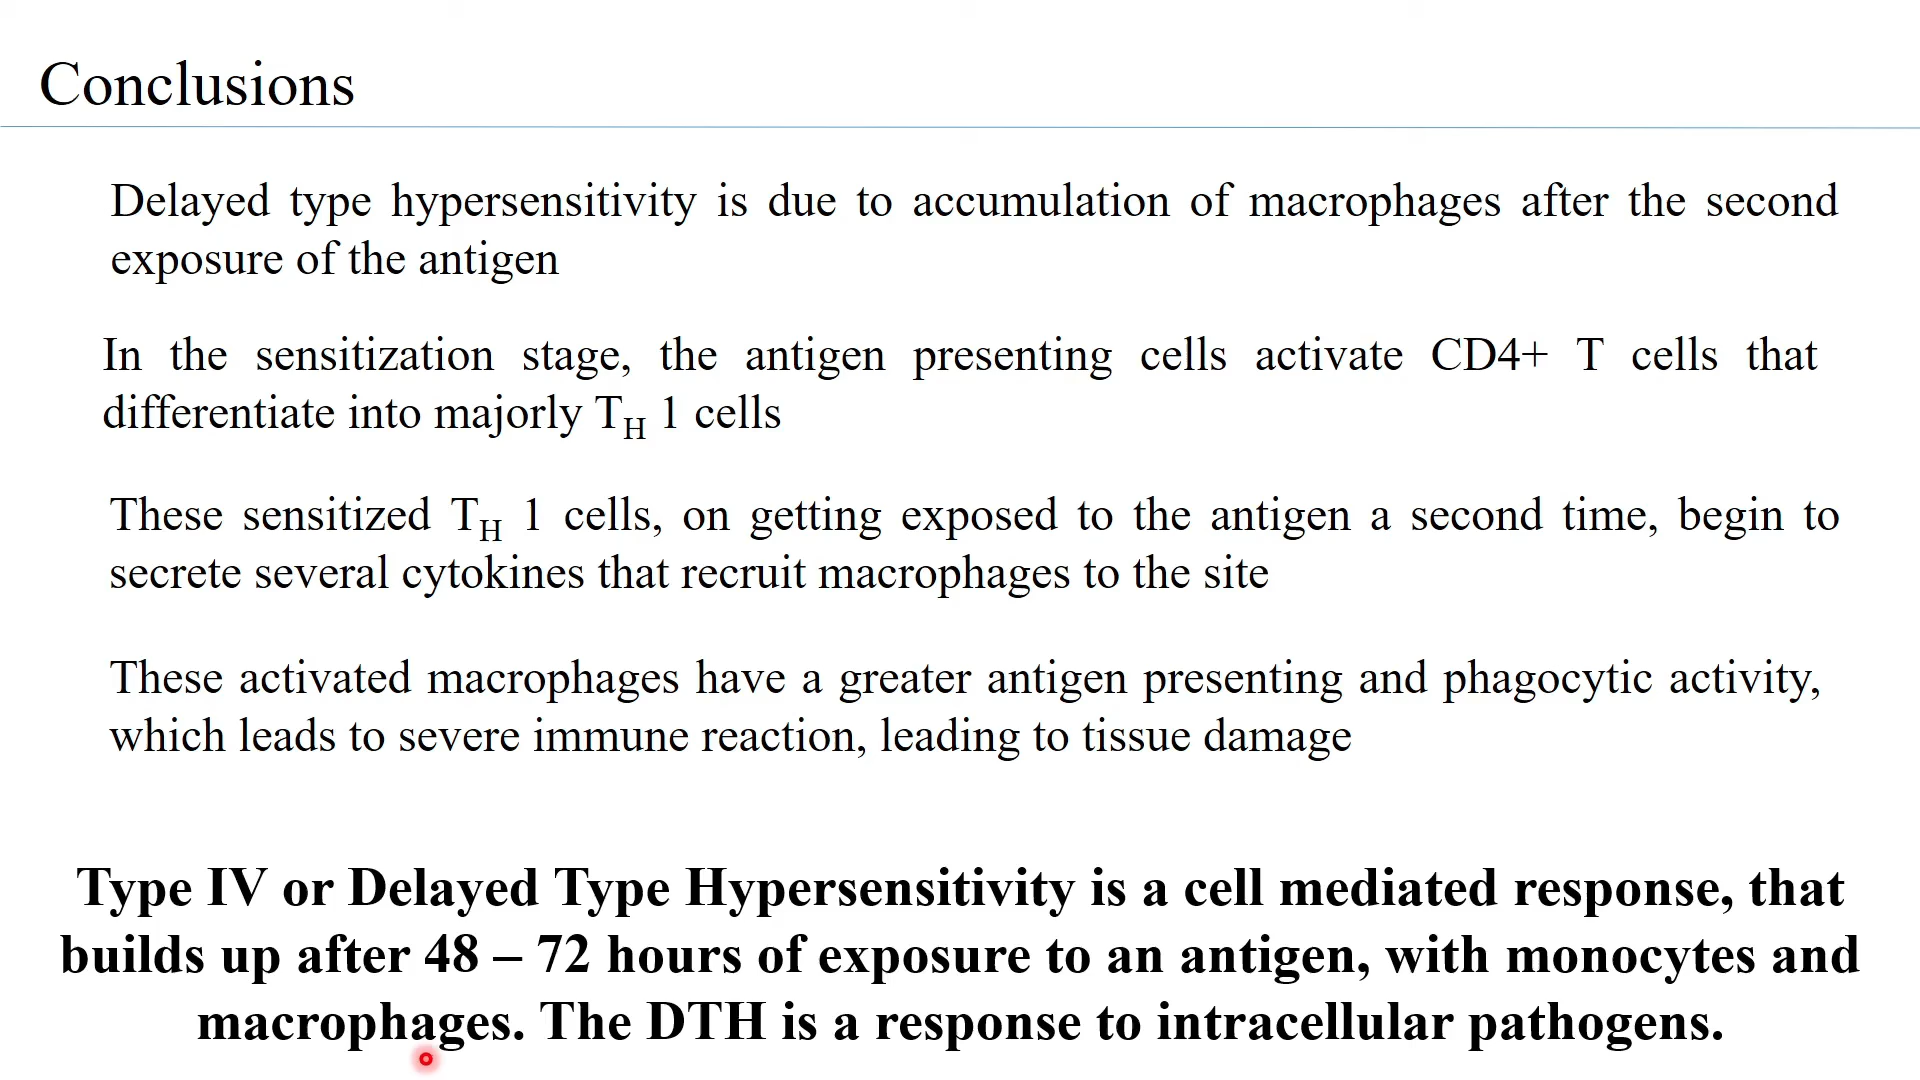 Conclusions
Delayed type hypersensitivity is due to accumulation of macrophages after the second
exposure of the antigen
In the sensitization stage, the antigen presenting cells activate CD4+ T cells that
differentiate into majorly TH 1 cells
These sensitized TH 1 cells, on getting exposed to the antigen a second time, begin to
secrete several cytokines that recruit macrophages to the site
These activated macrophages have a greater antigen presenting and phagocytic activity,
which leads to severe immune reaction, leading to tissue damage
Type IV or Delayed Type Hypersensitivity is a cell mediated response, that
builds up after 48 – 72 hours of exposure to an antigen, with monocytes and
macrophages. The DTH is a response to intracellular pathogens.